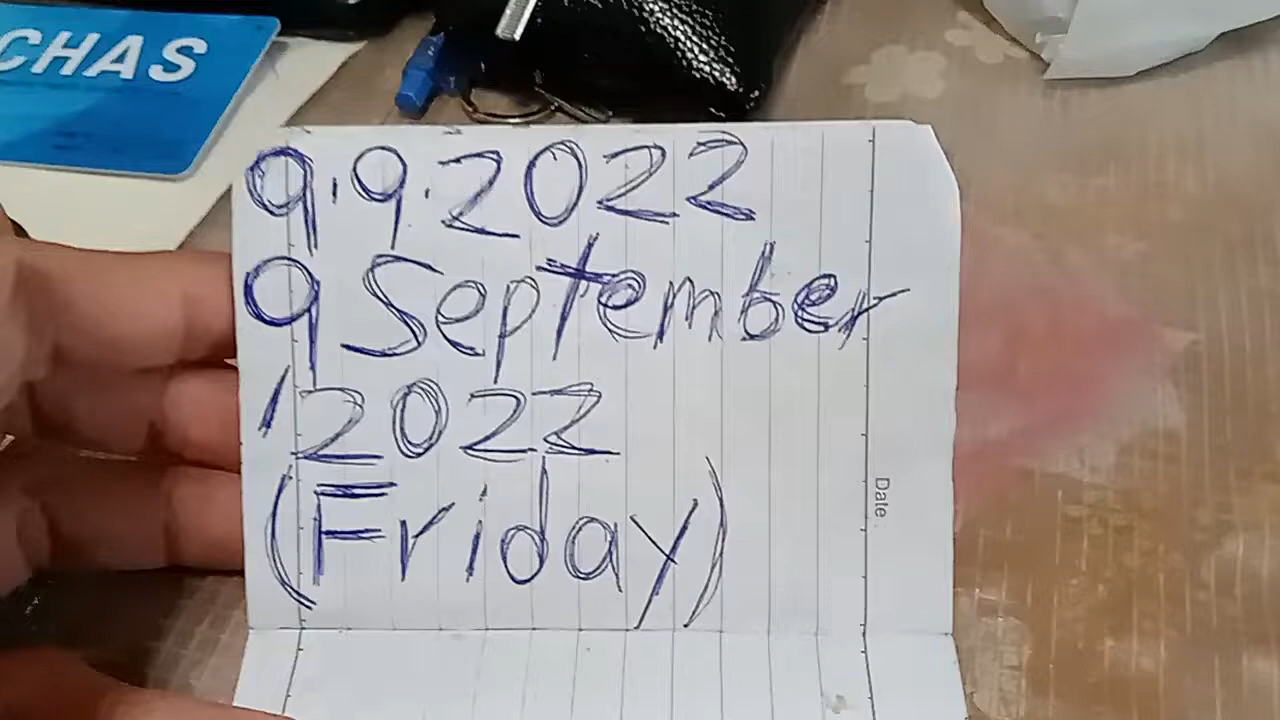 CHAS
9.9.2022
9 September
'2022
(Friday)
Date :